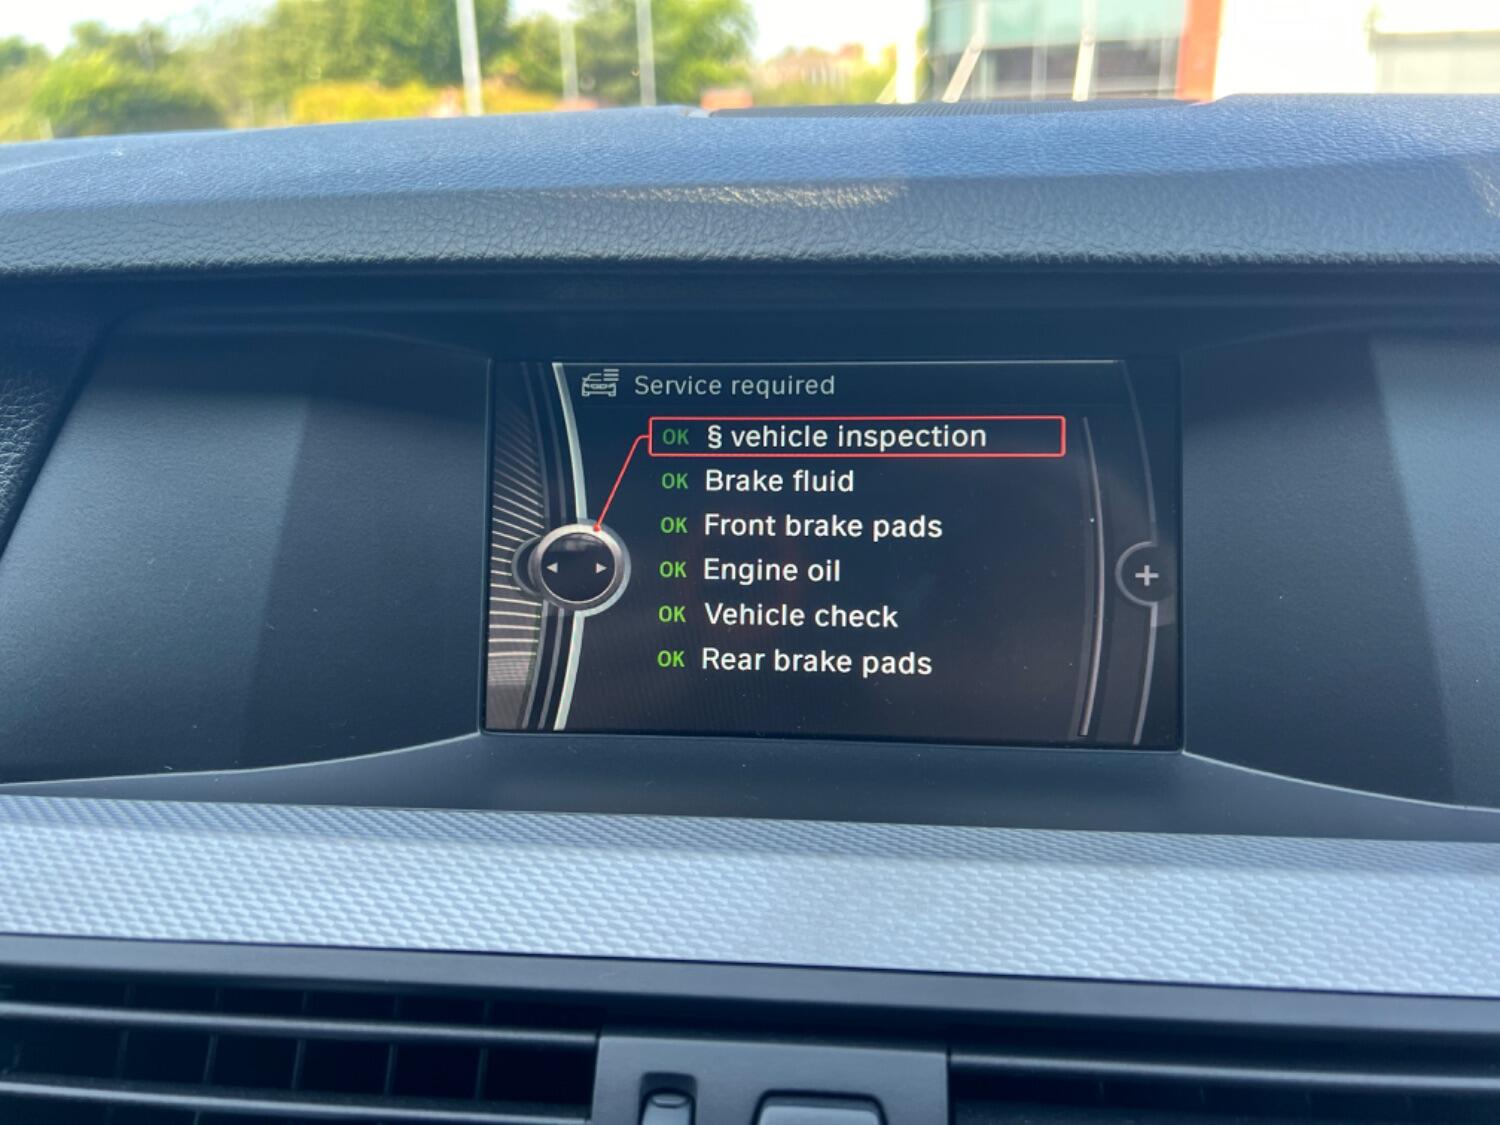 Service required
OK § vehicle inspection
OK Brake fluid
OK Front brake pads
OK Engine oil
OK Vehicle check
OK Rear brake pads